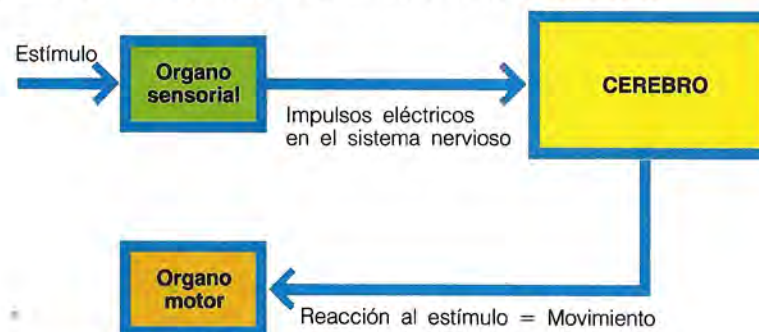 Estímulo
Organo
sensorial
Impulsos eléctricos
en el sistema nervioso
CEREBRO
Organo
motor
Reacción al estímulo = Movimiento